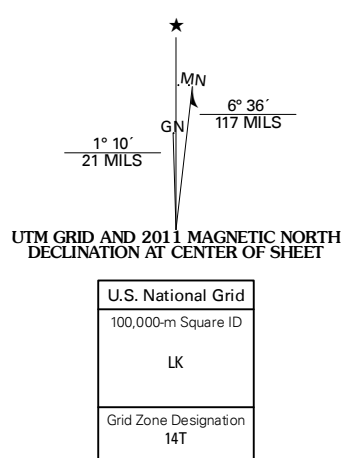 ★
MN
GN
6° 36´
117 MILS
1° 10´
21 MILS
UTM GRID AND 2011 MAGNETIC NORTH
DECLINATION AT CENTER OF SHEET
U.S. National Grid
100,000-m Square ID
LK
Grid Zone Designation
14T